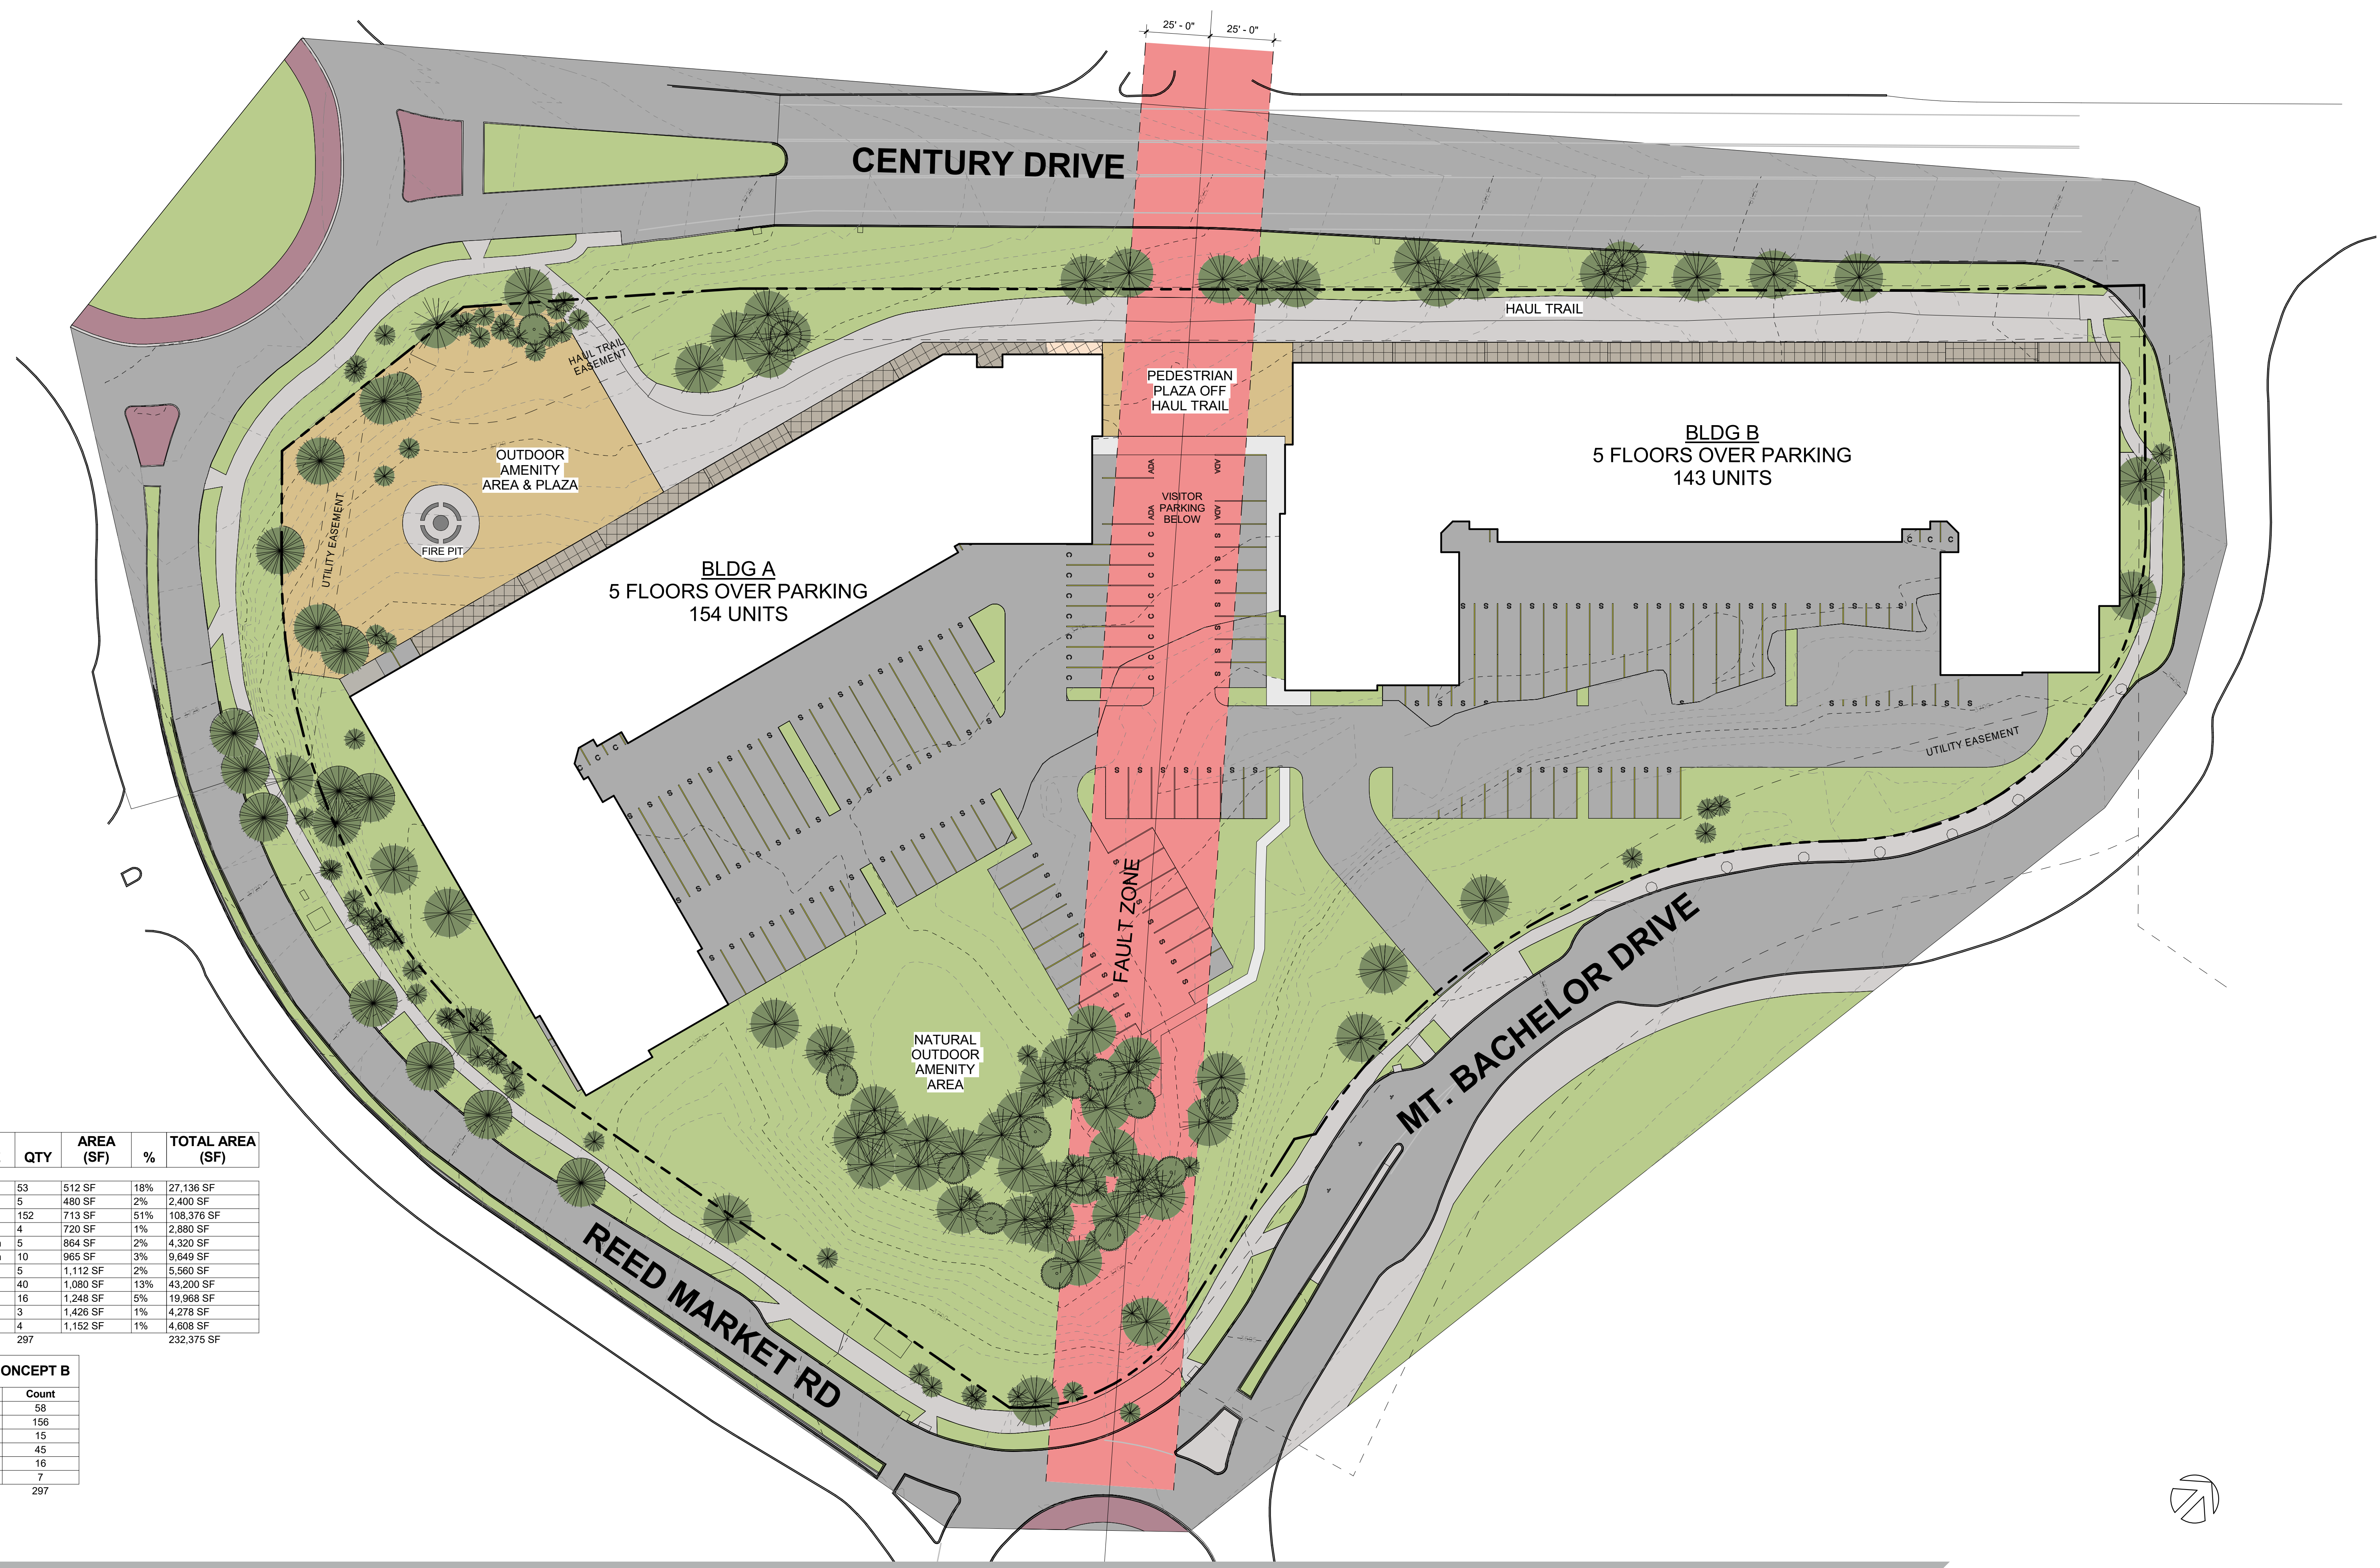 25' - 0" 25' - 0"
CENTURY DRIVE
HAUL TRAIL
HAUL TRAIL
EASEMENT
PEDESTRIAN
PLAZA OFF
HAUL TRAIL
OUTDOOR
AMENITY
AREA & PLAZA
UTILITY EASEMENT
FIRE PIT
BLDG A
5 FLOORS OVER PARKING
154 UNITS
BLDG B
5 FLOORS OVER PARKING
143 UNITS
ADA ADA
ADA ADA
VISITOR
PARKING
BELOW
UTILITY EASEMENT
FAULT ZONE
NATURAL
OUTDOOR
AMENITY
AREA
MT. BACHELOR DRIVE
REED MARKET RD
QTY AREA (SF) % TOTAL AREA (SF)
53 512 SF 18% 27,136 SF
5 480 SF 2% 2,400 SF
152 713 SF 51% 108,376 SF
4 720 SF 1% 2,880 SF
5 864 SF 2% 4,320 SF
10 965 SF 3% 9,649 SF
5 1,112 SF 2% 5,560 SF
40 1,080 SF 13% 43,200 SF
16 1,248 SF 5% 19,968 SF
3 1,426 SF 1% 4,278 SF
4 1,152 SF 1% 4,608 SF
297 232,375 SF
ONCEPT B
Count
58
156
15
45
16
7
297